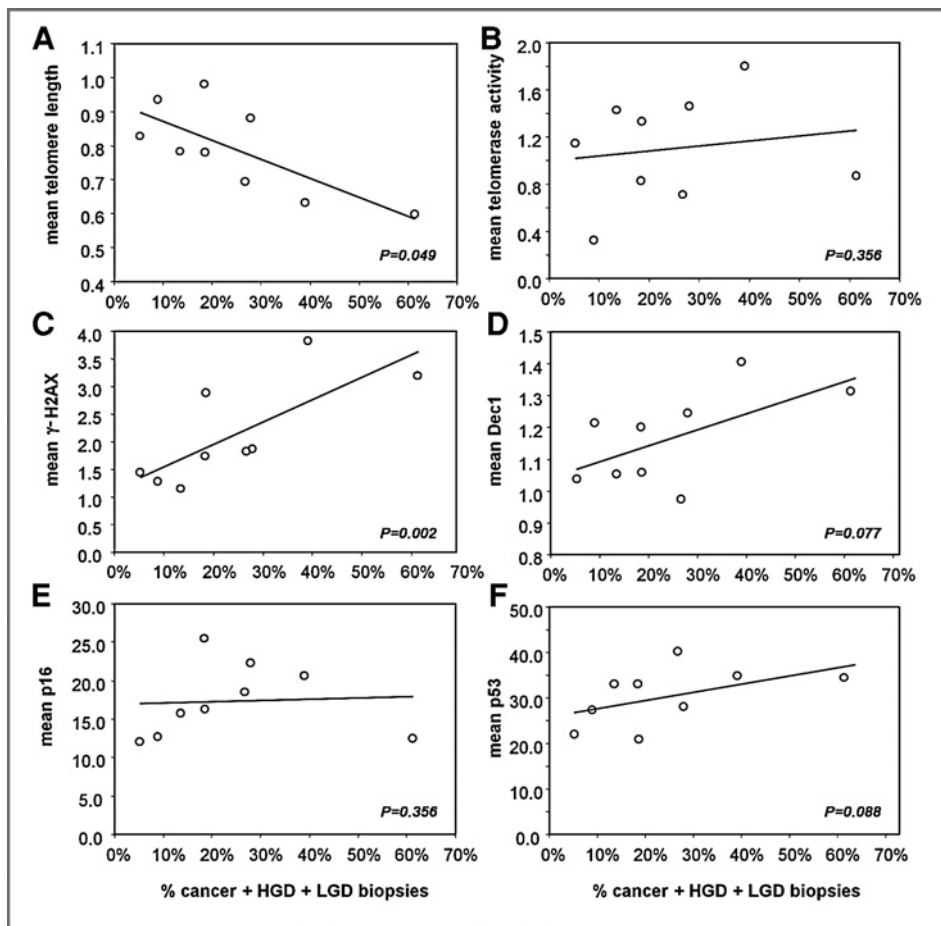 A
mean telomere length
1.1
1.0
0.9
0.8
0.7
0.6
0.5
0.4
P=0.049
0% 10% 20% 30% 40% 50% 60% 70%
B
mean telomerase activity
2.0
1.6
1.2
0.8
0.4
0.0
P=0.356
0% 10% 20% 30% 40% 50% 60% 70%
C
mean γ-H2AX
4.0
3.5
3.0
2.5
2.0
1.5
1.0
0.5
0.0
P=0.002
0% 10% 20% 30% 40% 50% 60% 70%
D
mean Dec1
1.5
1.4
1.3
1.2
1.1
1.0
0.9
0.8
P=0.077
0% 10% 20% 30% 40% 50% 60% 70%
E
mean p16
30.0
25.0
20.0
15.0
10.0
5.0
0.0
P=0.356
0% 10% 20% 30% 40% 50% 60% 70%
% cancer + HGD + LGD biopsies
F
mean p53
50.0
40.0
30.0
20.0
10.0
0.0
P=0.088
0% 10% 20% 30% 40% 50% 60% 70%
% cancer + HGD + LGD biopsies